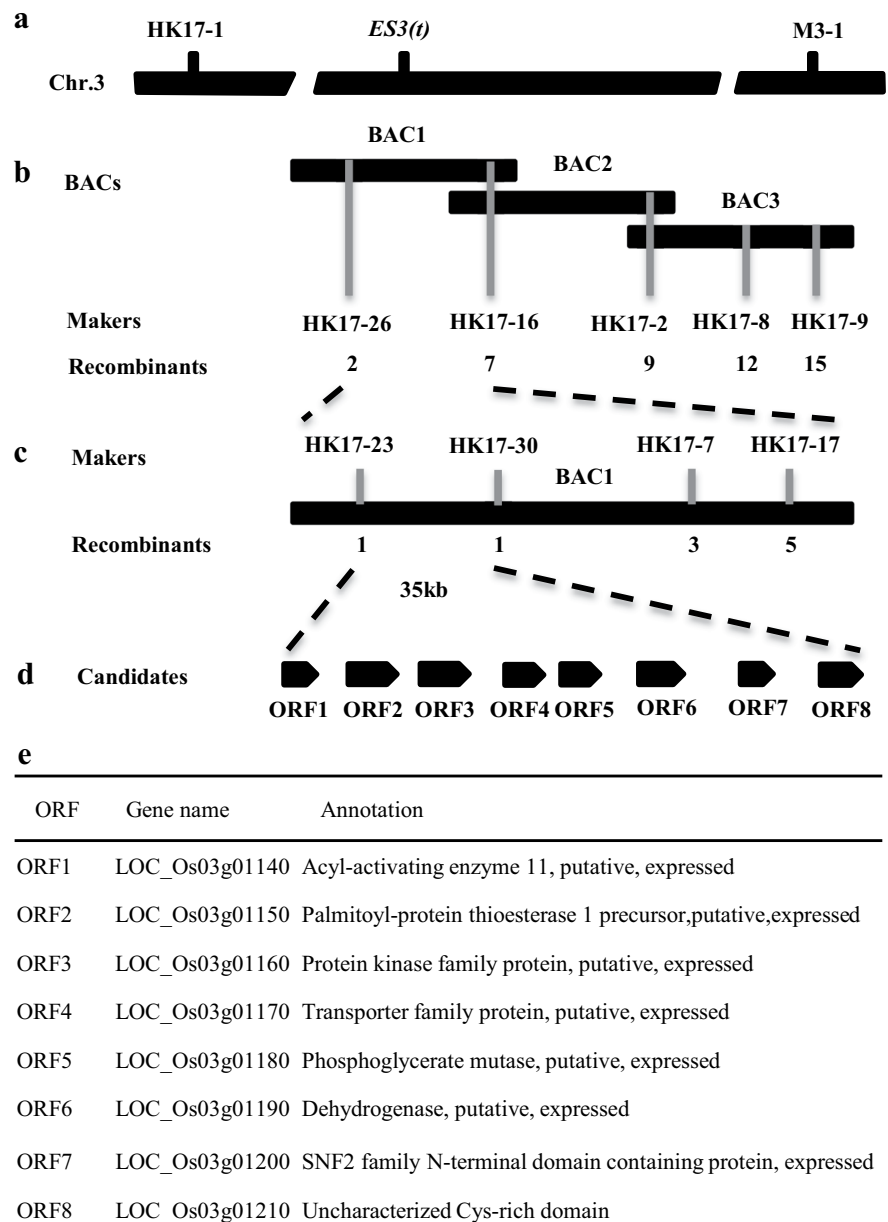 a
HK17-1 ES3(t) M3-1
Chr.3
BAC1
b BACs BAC2
BAC3
Makers HK17-26 HK17-16 HK17-2 HK17-8 HK17-9
Recombinants 2 7 9 12 15
c Makers HK17-23 HK17-30 HK17-7 HK17-17
BAC1
Recombinants 1 1 3 5
35kb
d Candidates
ORF1 ORF2 ORF3 ORF4 ORF5 ORF6 ORF7 ORF8
e
ORF Gene name Annotation
ORF1 LOC_Os03g01140 Acyl-activating enzyme 11, putative, expressed
ORF2 LOC_Os03g01150 Palmitoyl-protein thioesterase 1 precursor,putative,expressed
ORF3 LOC_Os03g01160 Protein kinase family protein, putative, expressed
ORF4 LOC_Os03g01170 Transporter family protein, putative, expressed
ORF5 LOC_Os03g01180 Phosphoglycerate mutase, putative, expressed
ORF6 LOC_Os03g01190 Dehydrogenase, putative, expressed
ORF7 LOC_Os03g01200 SNF2 family N-terminal domain containing protein, expressed
ORF8 LOC_Os03g01210 Uncharacterized Cys-rich domain